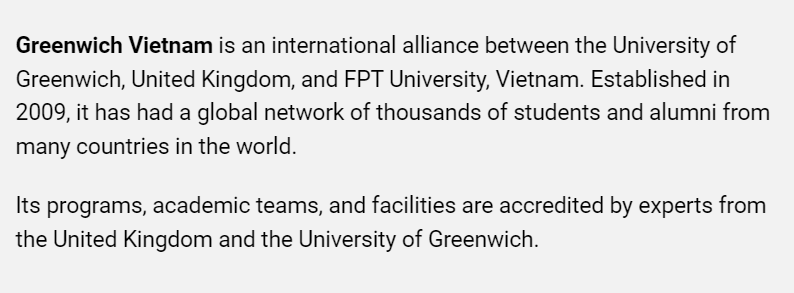 Greenwich Vietnam is an international alliance between the University of
Greenwich, United Kingdom, and FPT University, Vietnam. Established in
2009, it has had a global network of thousands of students and alumni from
many countries in the world.
Its programs, academic teams, and facilities are accredited by experts from
the United Kingdom and the University of Greenwich.